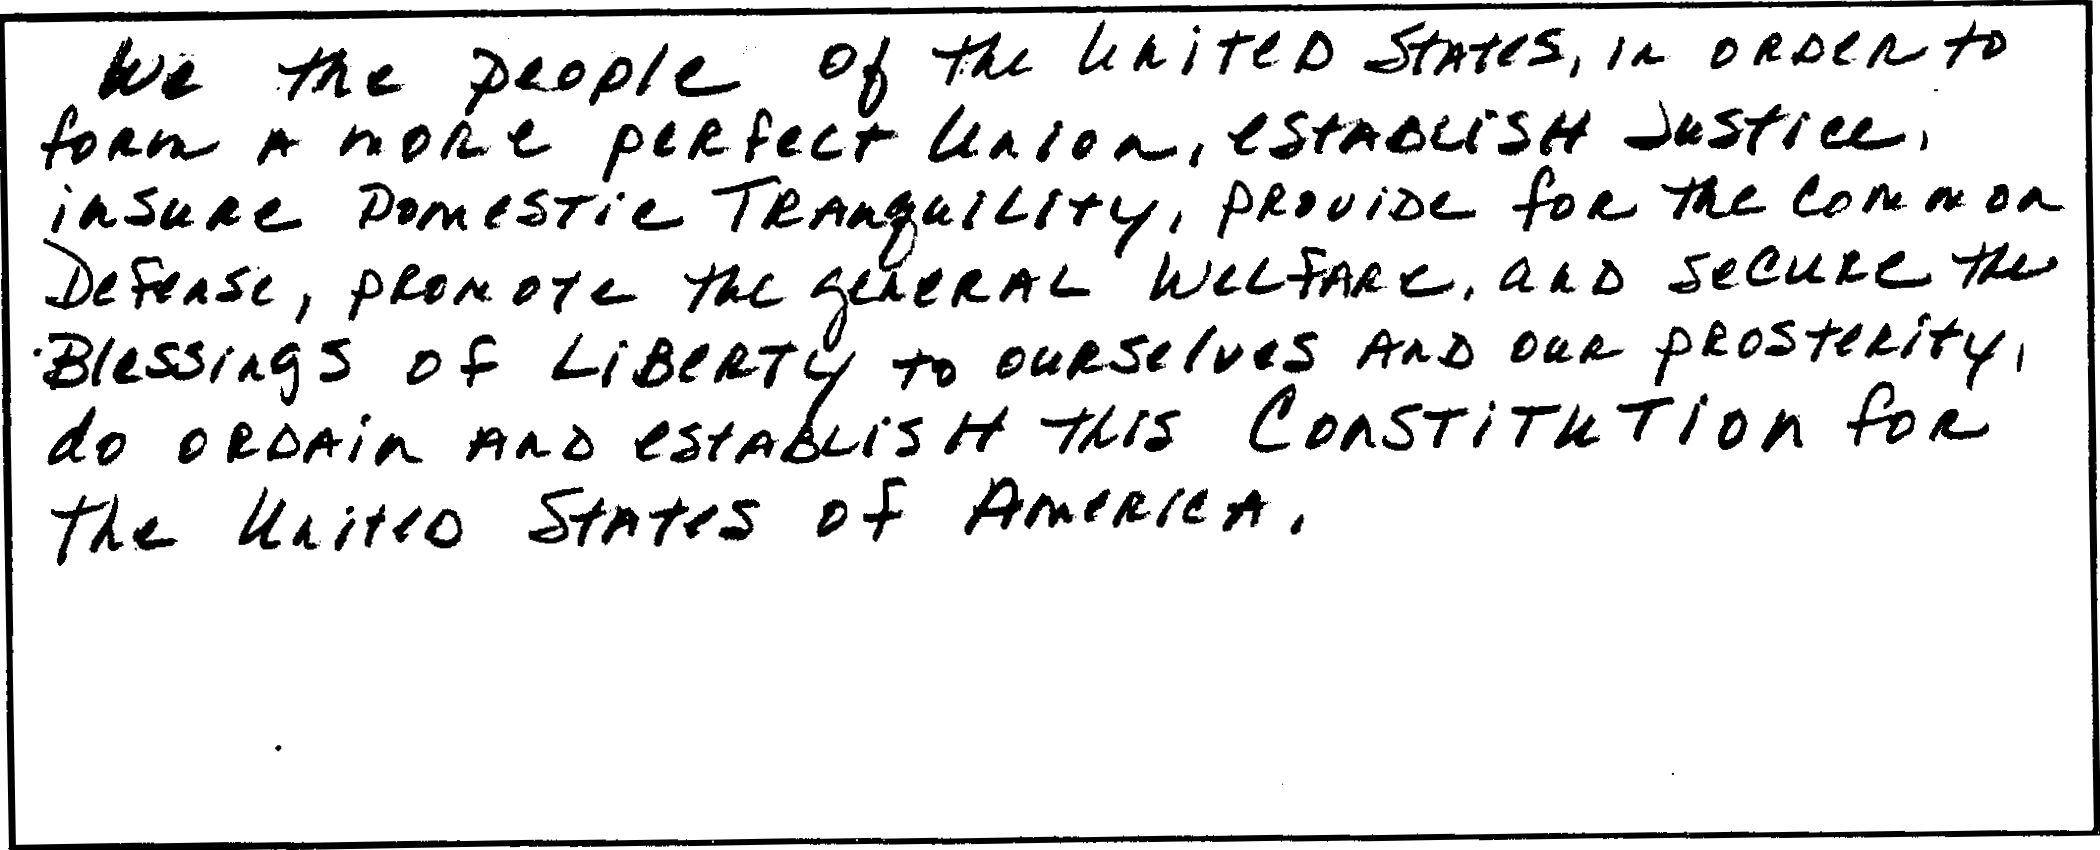 We the people of the United States, in order to
form a more perfect Union, establish Justice,
insure Domestic Tranquility, provide for the common
Defense, promote the general Welfare, and secure the
Blessings of Liberty to ourselves and our prosterity,
do ordain and establish this Constitution for
the United States of America.